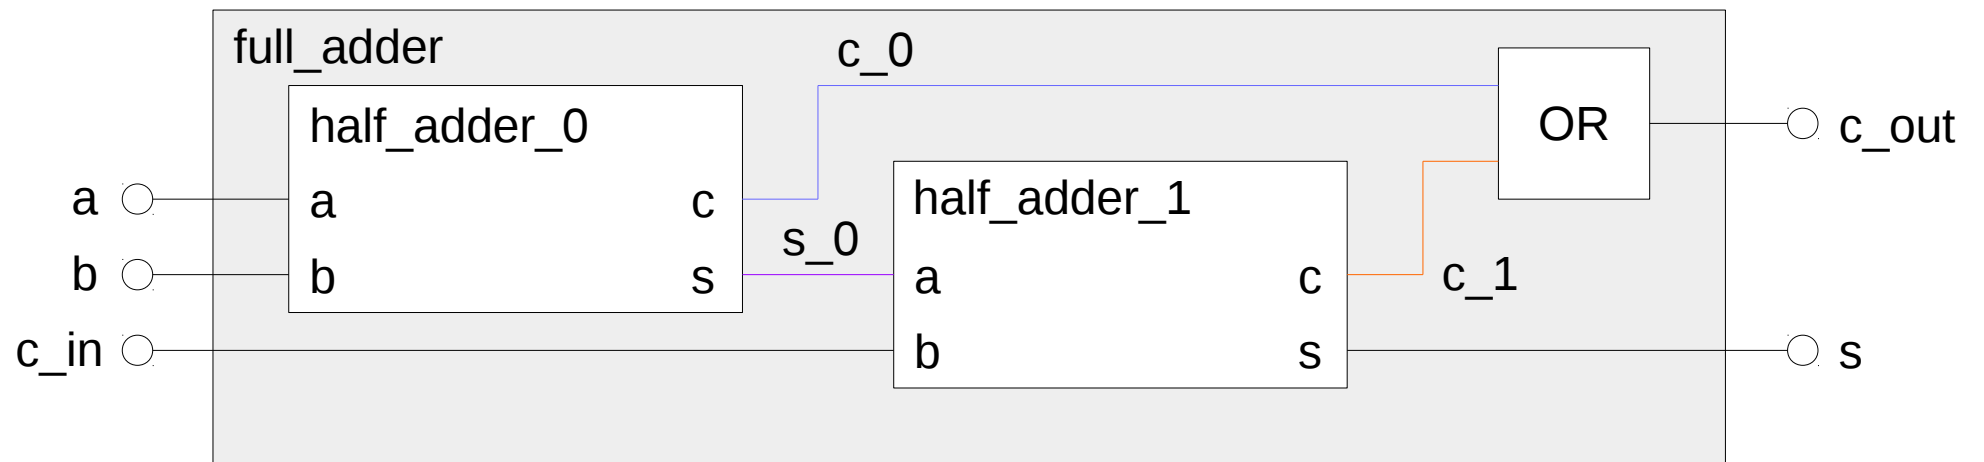 full_adder
c_0
half_adder_0
OR
c_out
a
a
c
half_adder_1
s_0
b
b
s
a
c
c_1
c_in
b
s
s